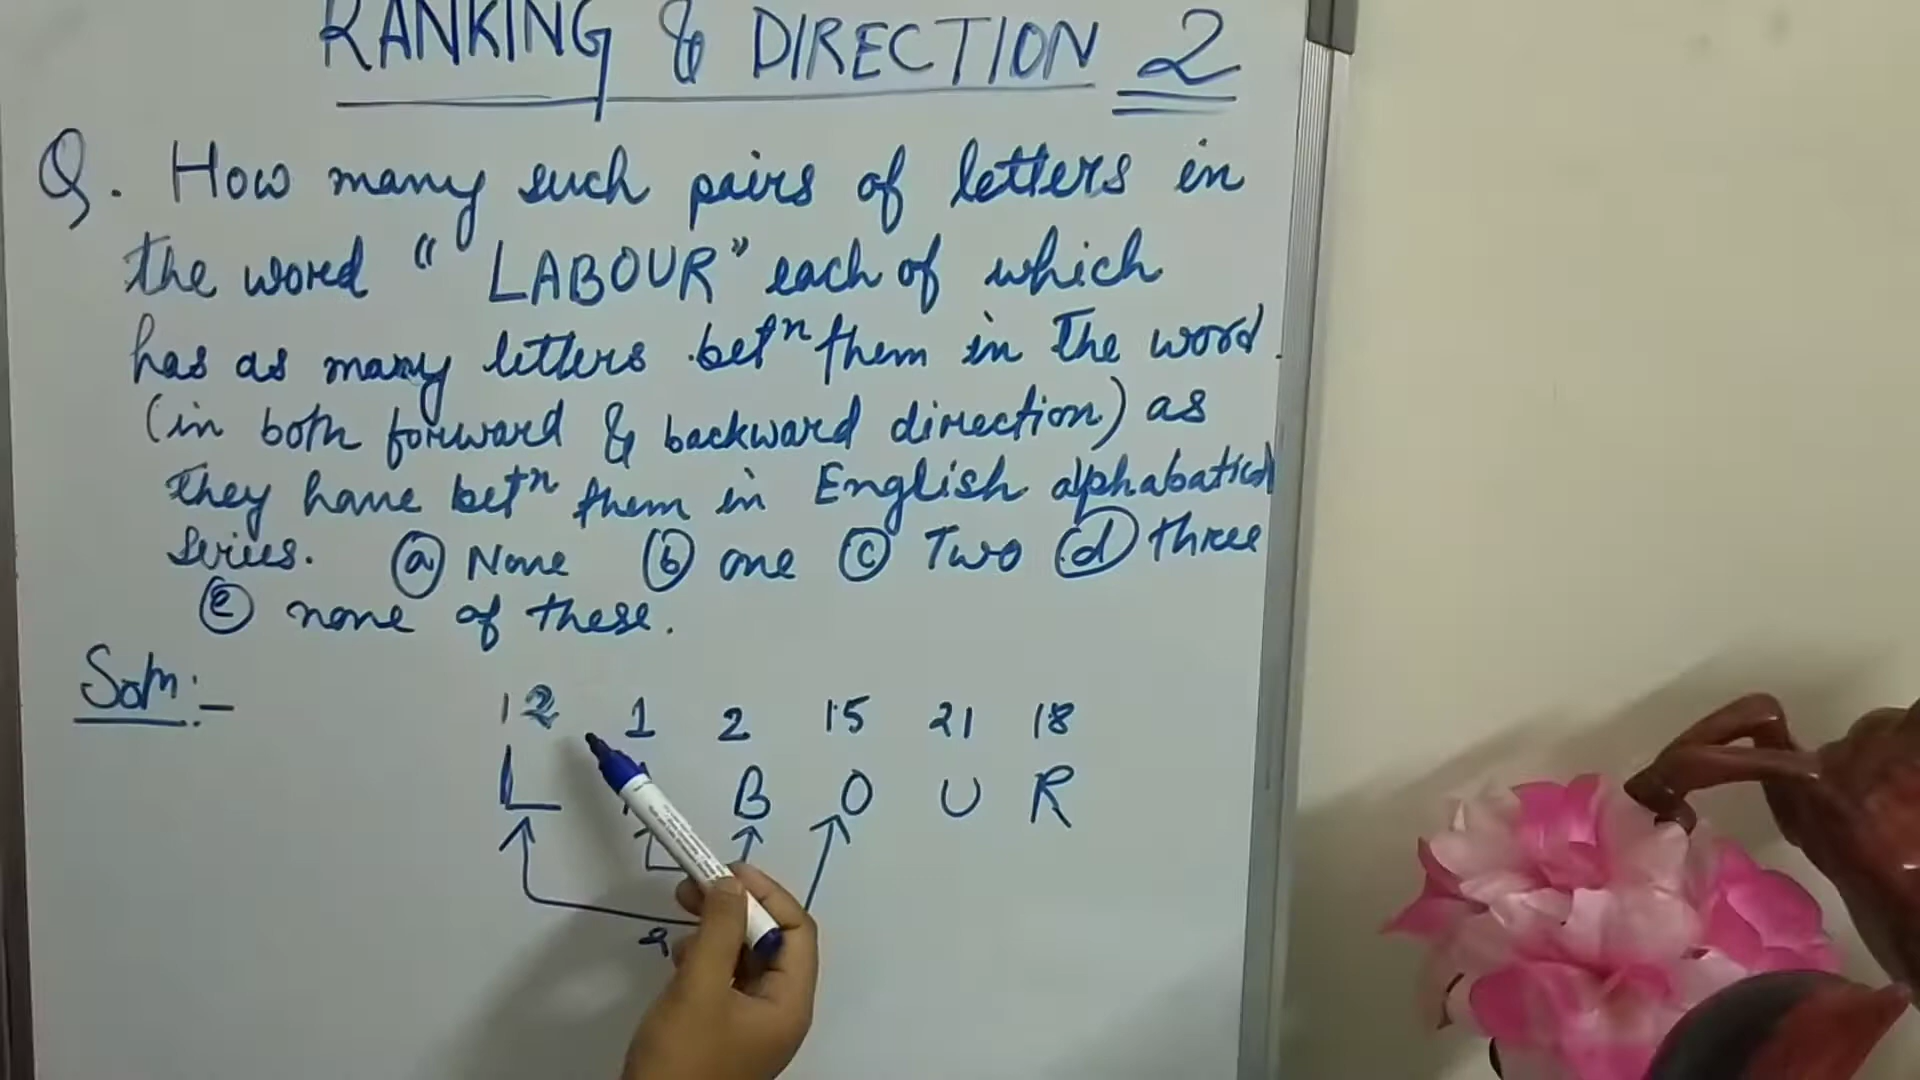 RANKING & DIRECTION 2
Q. How many such pairs of letters in
the word "LABOUR" each of which
has as many letters betn them in the word.
(in both forward & backward direction) as
they have betn them in English alphabatical
series. (a) None (b) one (c) Two (d) three
(e) none of these.
Soln:-
12 1 2 15 21 18
L B O U R
2